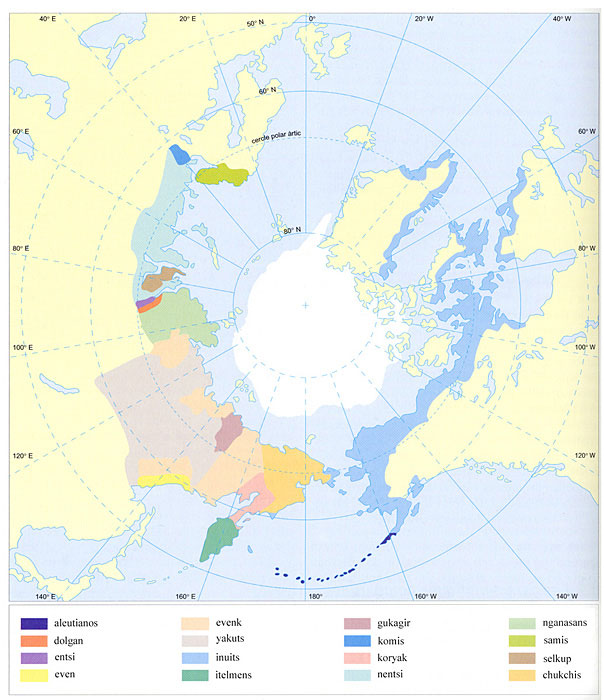 40° E 20° E 50° N 0° 20° W 40° W
60° N
cercle polar àrtic
60° E 60° W
80° N
80° E 80° W
100° E 100° W
120° E 120° W
140° E 160° E 180° 160° W 140° W
aleutianos evenk gukagir nganasans
dolgan yakuts komis samis
entsi inuits koryak selkup
even itelmens nentsi chukchis